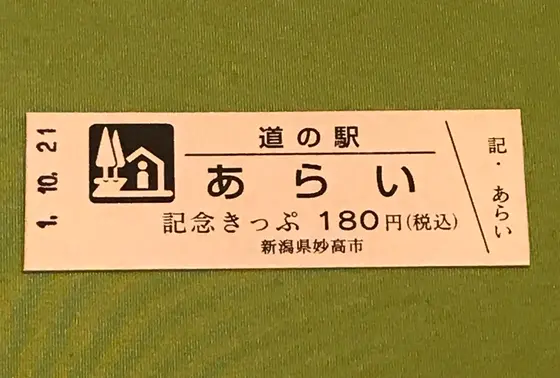 1. 10. 21
道の駅
あらい
記念きっぷ 180円(税込)
新潟県妙高市
記・あらい